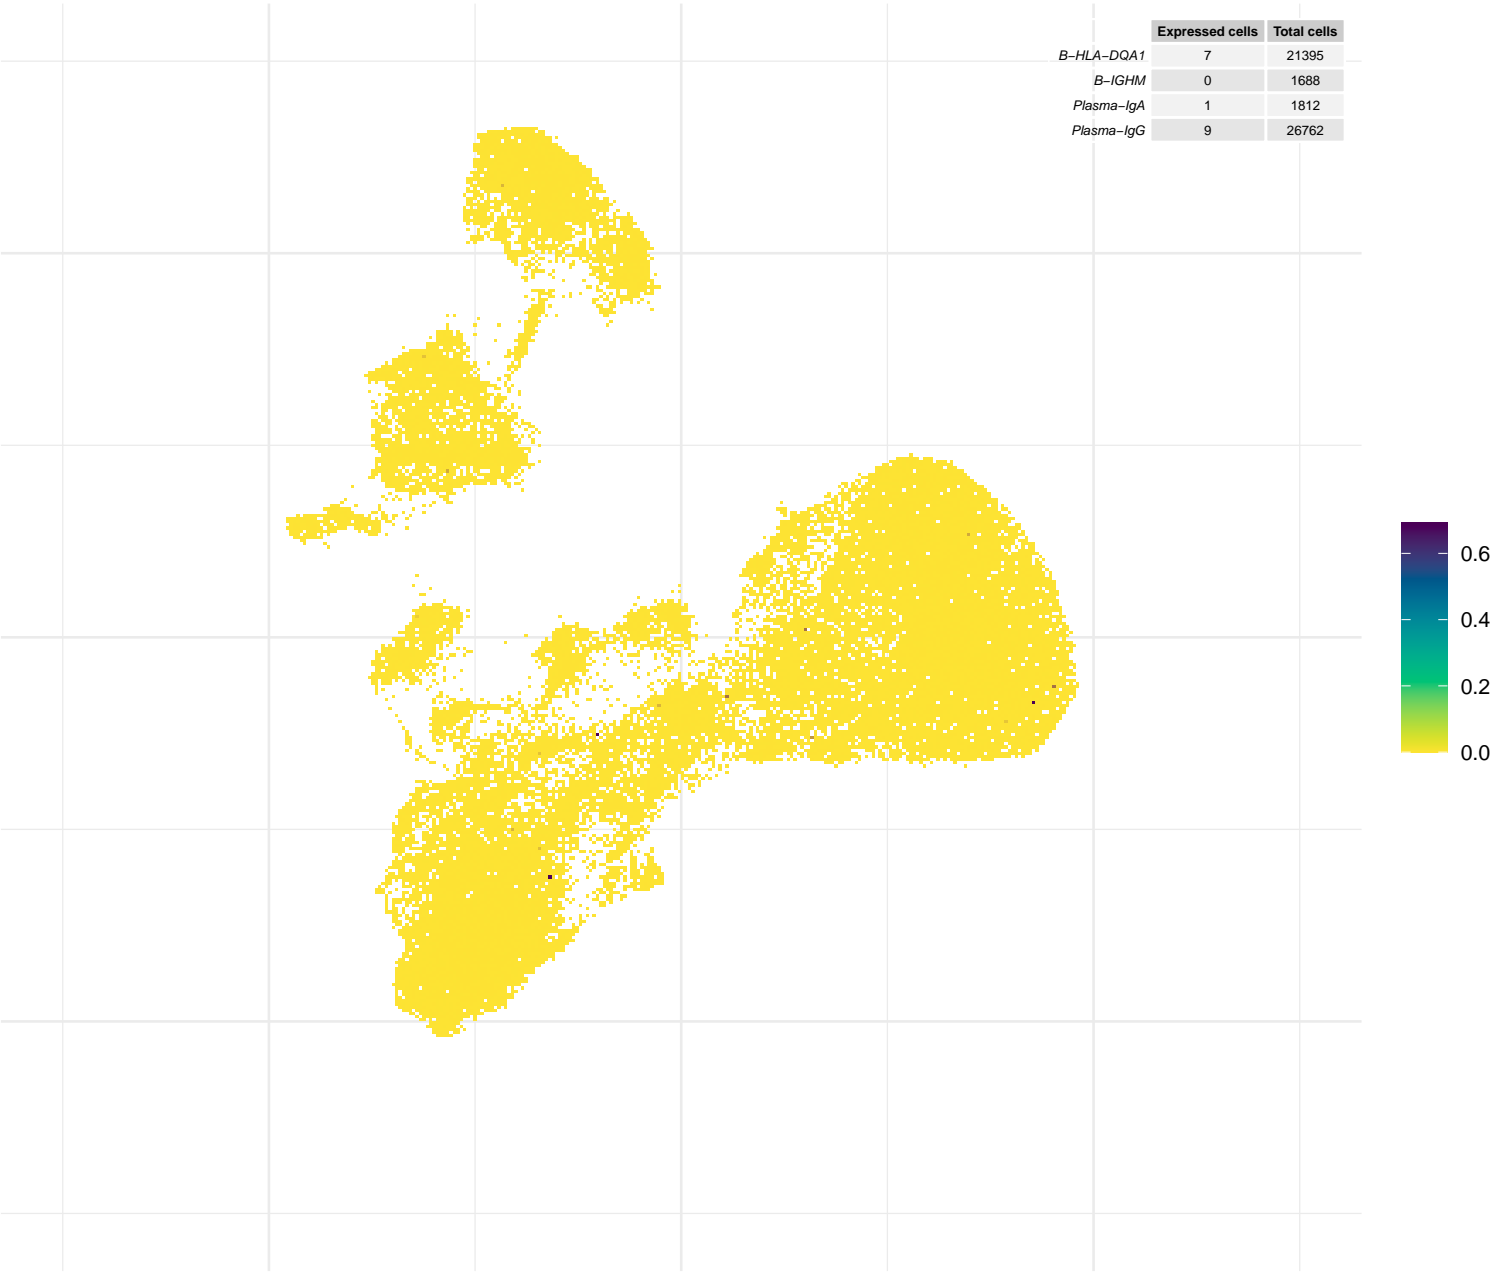 Expressed cells Total cells
B−HLA−DQA1 7 21395
B−IGHM 0 1688
Plasma−IgA 1 1812
Plasma−IgG 9 26762
0.6
0.4
0.2
0.0